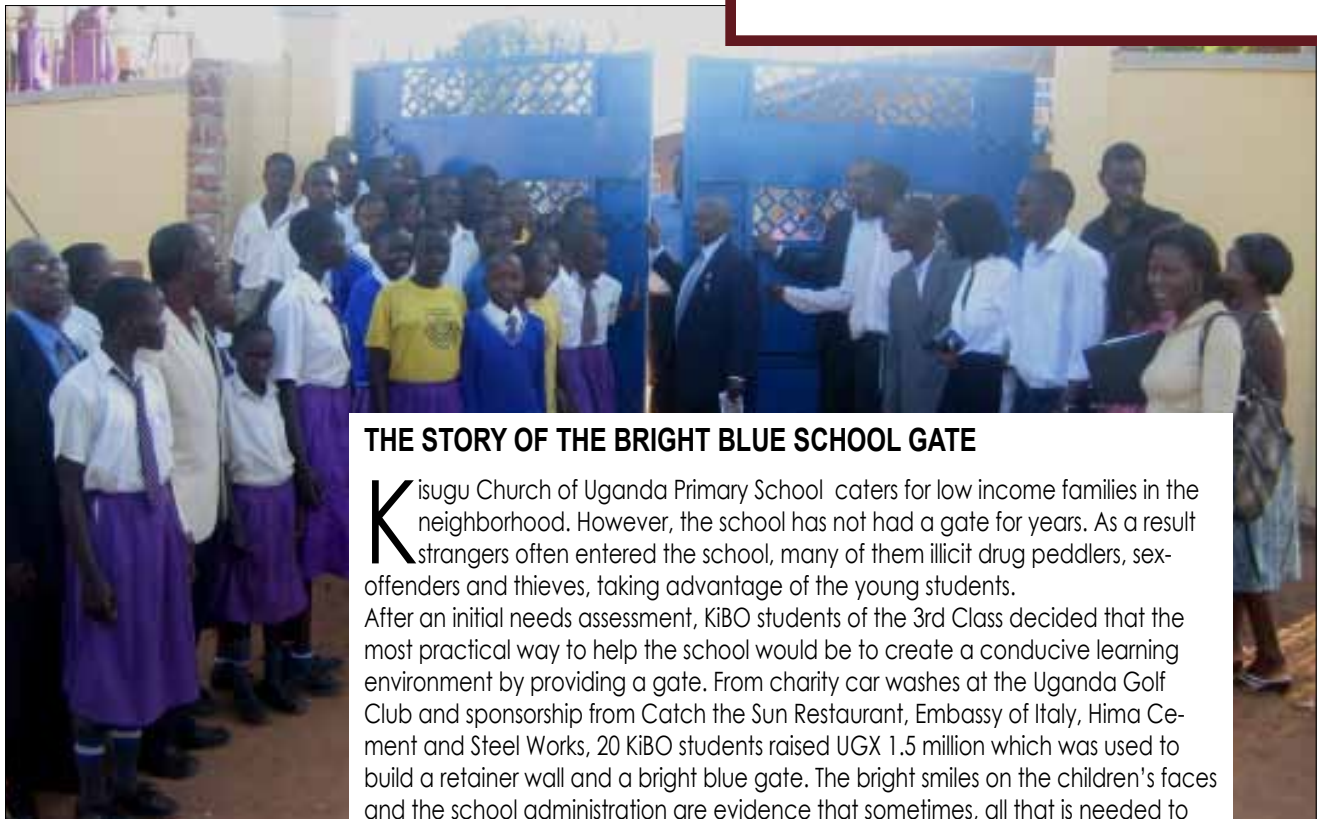 THE STORY OF THE BRIGHT BLUE SCHOOL GATE
Kisugu Church of Uganda Primary School caters for low income families in the
neighborhood. However, the school has not had a gate for years. As a result
strangers often entered the school, many of them illicit drug peddlers, sex-
offenders and thieves, taking advantage of the young students.
After an initial needs assessment, KiBO students of the 3rd Class decided that the
most practical way to help the school would be to create a conducive learning
environment by providing a gate. From charity car washes at the Uganda Golf
Club and sponsorship from Catch the Sun Restaurant, Embassy of Italy, Hima Ce-
ment and Steel Works, 20 KiBO students raised UGX 1.5 million which was used to
build a retainer wall and a bright blue gate. The bright smiles on the children’s faces
and the school administration are evidence that sometimes, all that is needed to